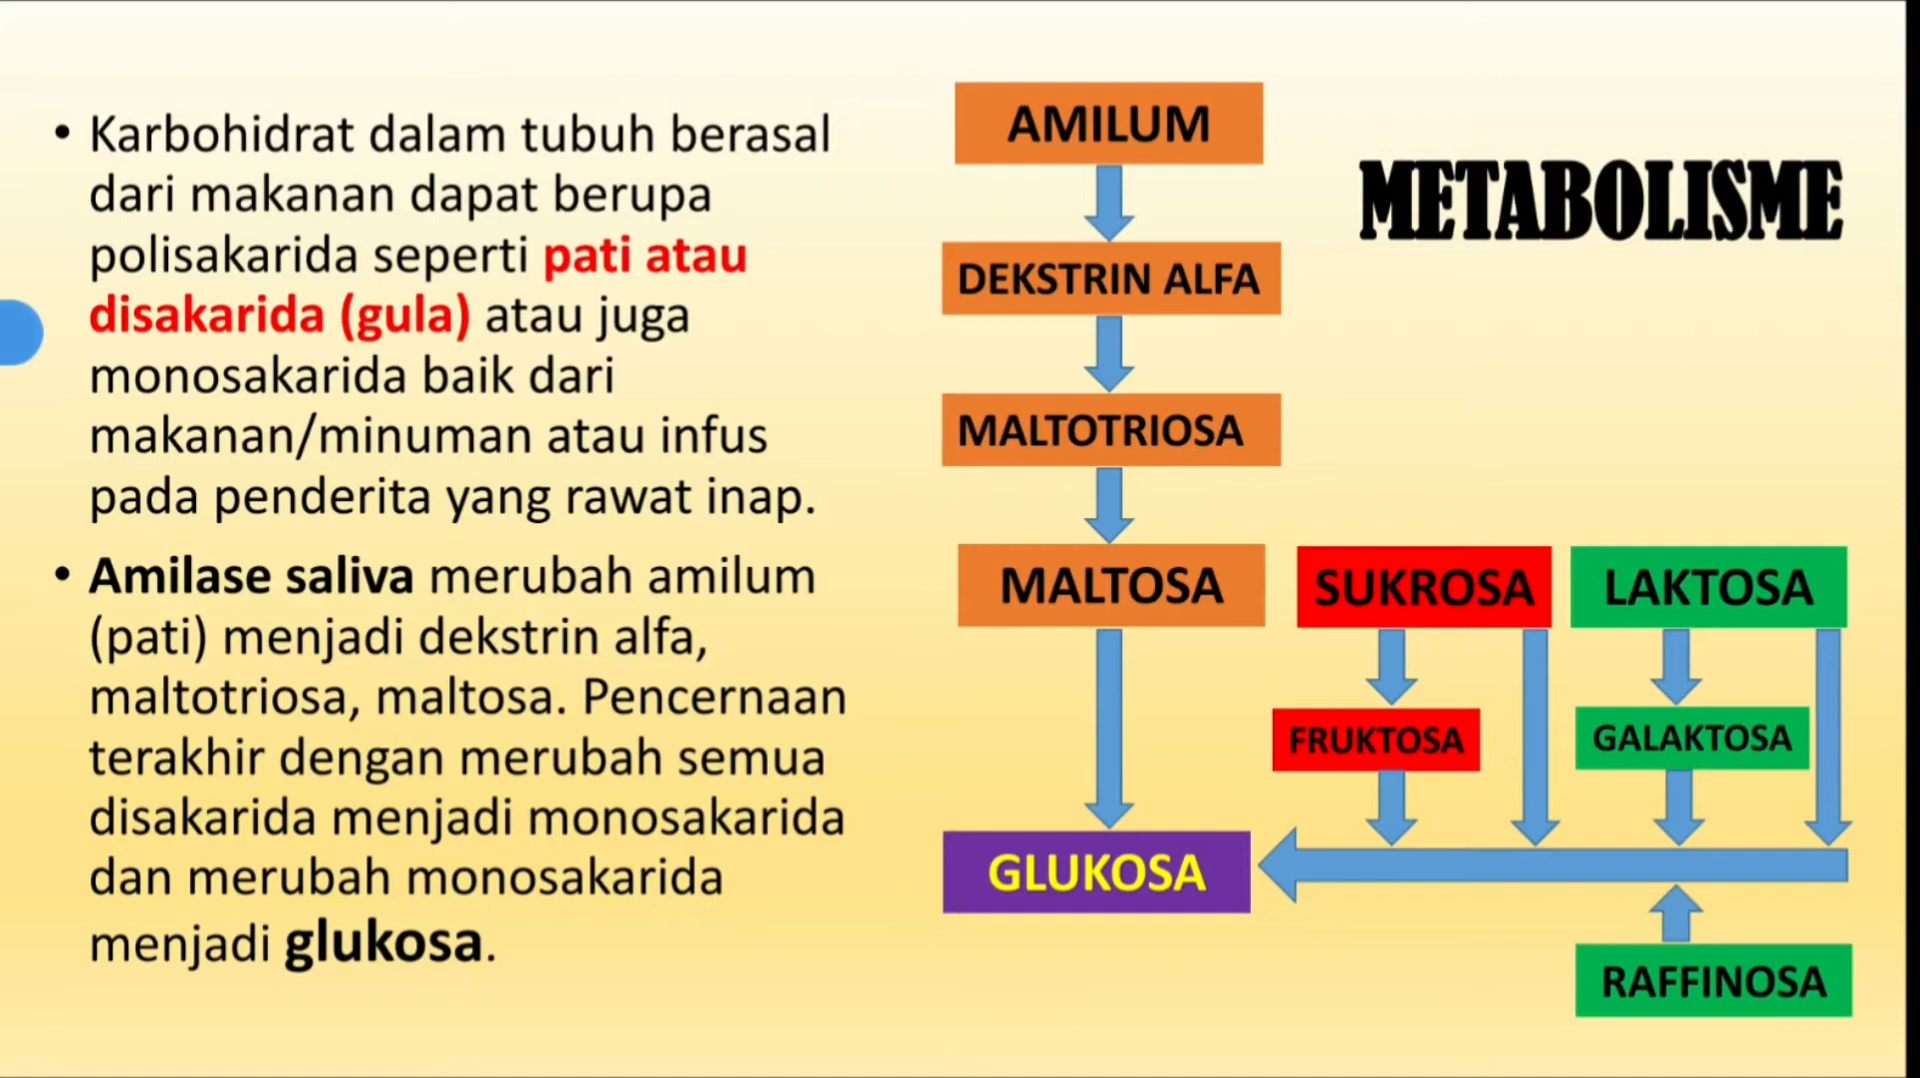 • Karbohidrat dalam tubuh berasal
dari makanan dapat berupa
polisakarida seperti pati atau
disakarida (gula) atau juga
monosakarida baik dari
makanan/minuman atau infus
pada penderita yang rawat inap.
• Amilase saliva merubah amilum
(pati) menjadi dekstrin alfa,
maltotriosa, maltosa. Pencernaan
terakhir dengan merubah semua
disakarida menjadi monosakarida
dan merubah monosakarida
menjadi glukosa.
METABOLISME
AMILUM
DEKSTRIN ALFA
MALTOTRIOSA
MALTOSA
SUKROSA
LAKTOSA
FRUKTOSA
GALAKTOSA
GLUKOSA
RAFFINOSA